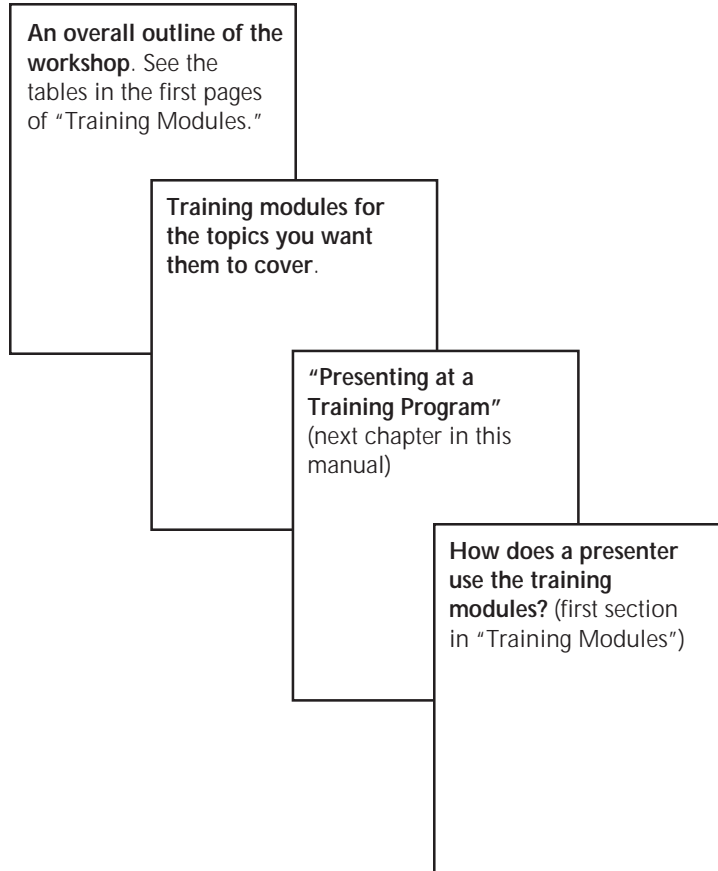 An overall outline of the
workshop. See the
tables in the first pages
of "Training Modules."
Training modules for
the topics you want
them to cover.
"Presenting at a
Training Program"
(next chapter in this
manual)
How does a presenter
use the training
modules? (first section
in "Training Modules")